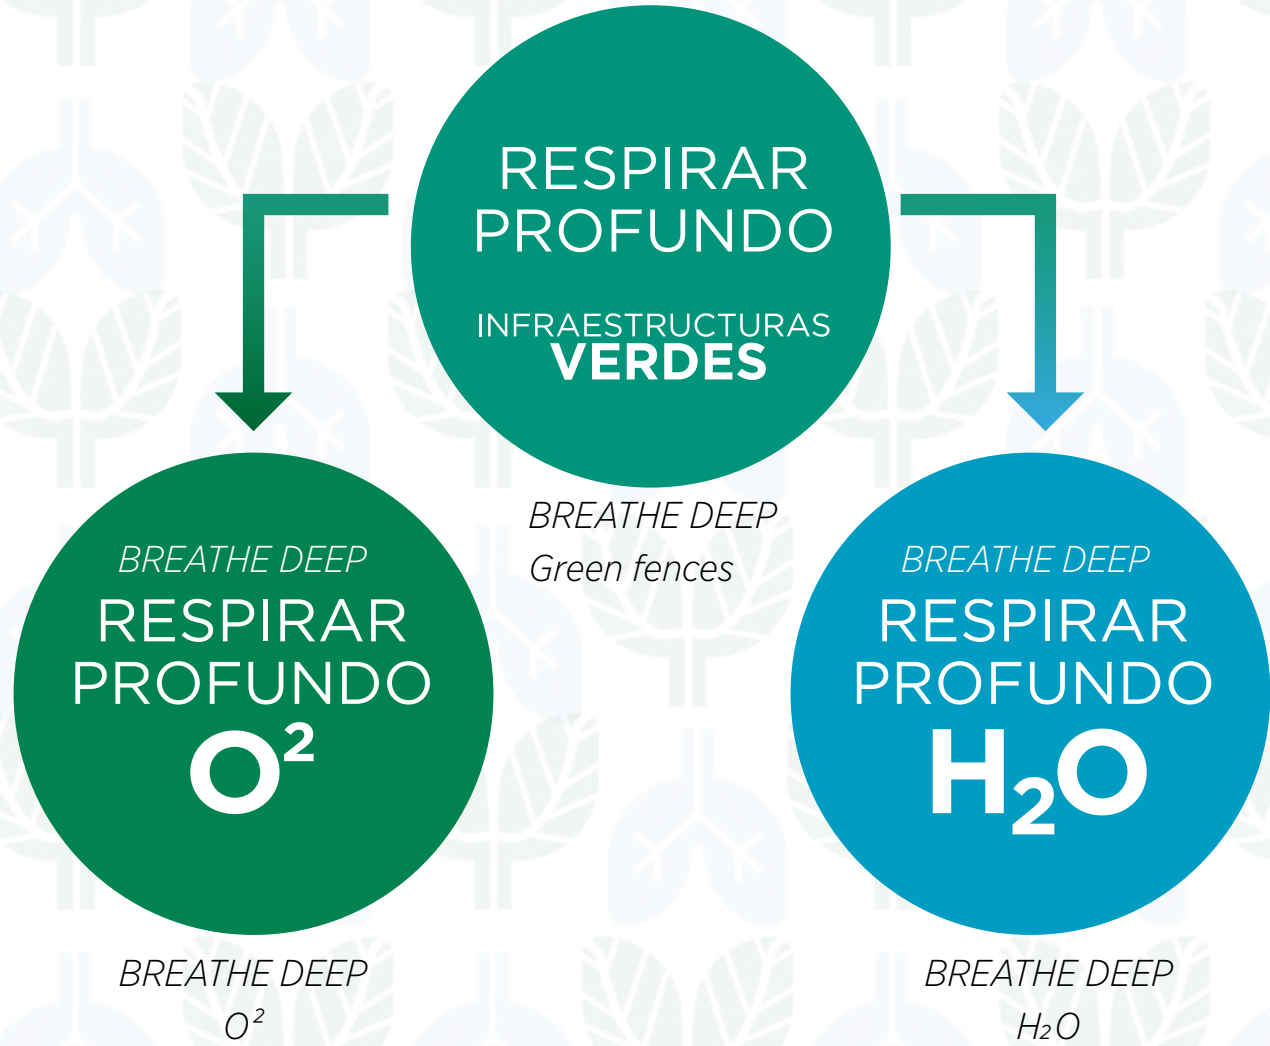 RESPIRAR
PROFUNDO
INFRAESTRUCTURAS
VERDES
BREATHE DEEP
Green fences
BREATHE DEEP
RESPIRAR
PROFUNDO
O²
BREATHE DEEP
O²
BREATHE DEEP
RESPIRAR
PROFUNDO
H₂O
BREATHE DEEP
H₂O